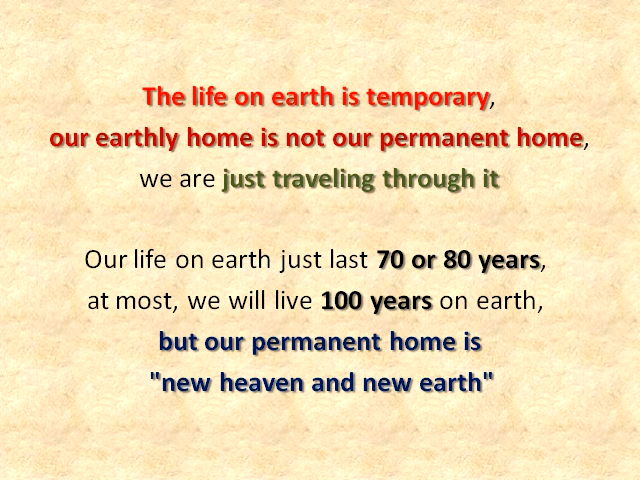 The life on earth is temporary,
our earthly home is not our permanent home,
we are just traveling through it
Our life on earth just last 70 or 80 years,
at most, we will live 100 years on earth,
but our permanent home is
"new heaven and new earth"